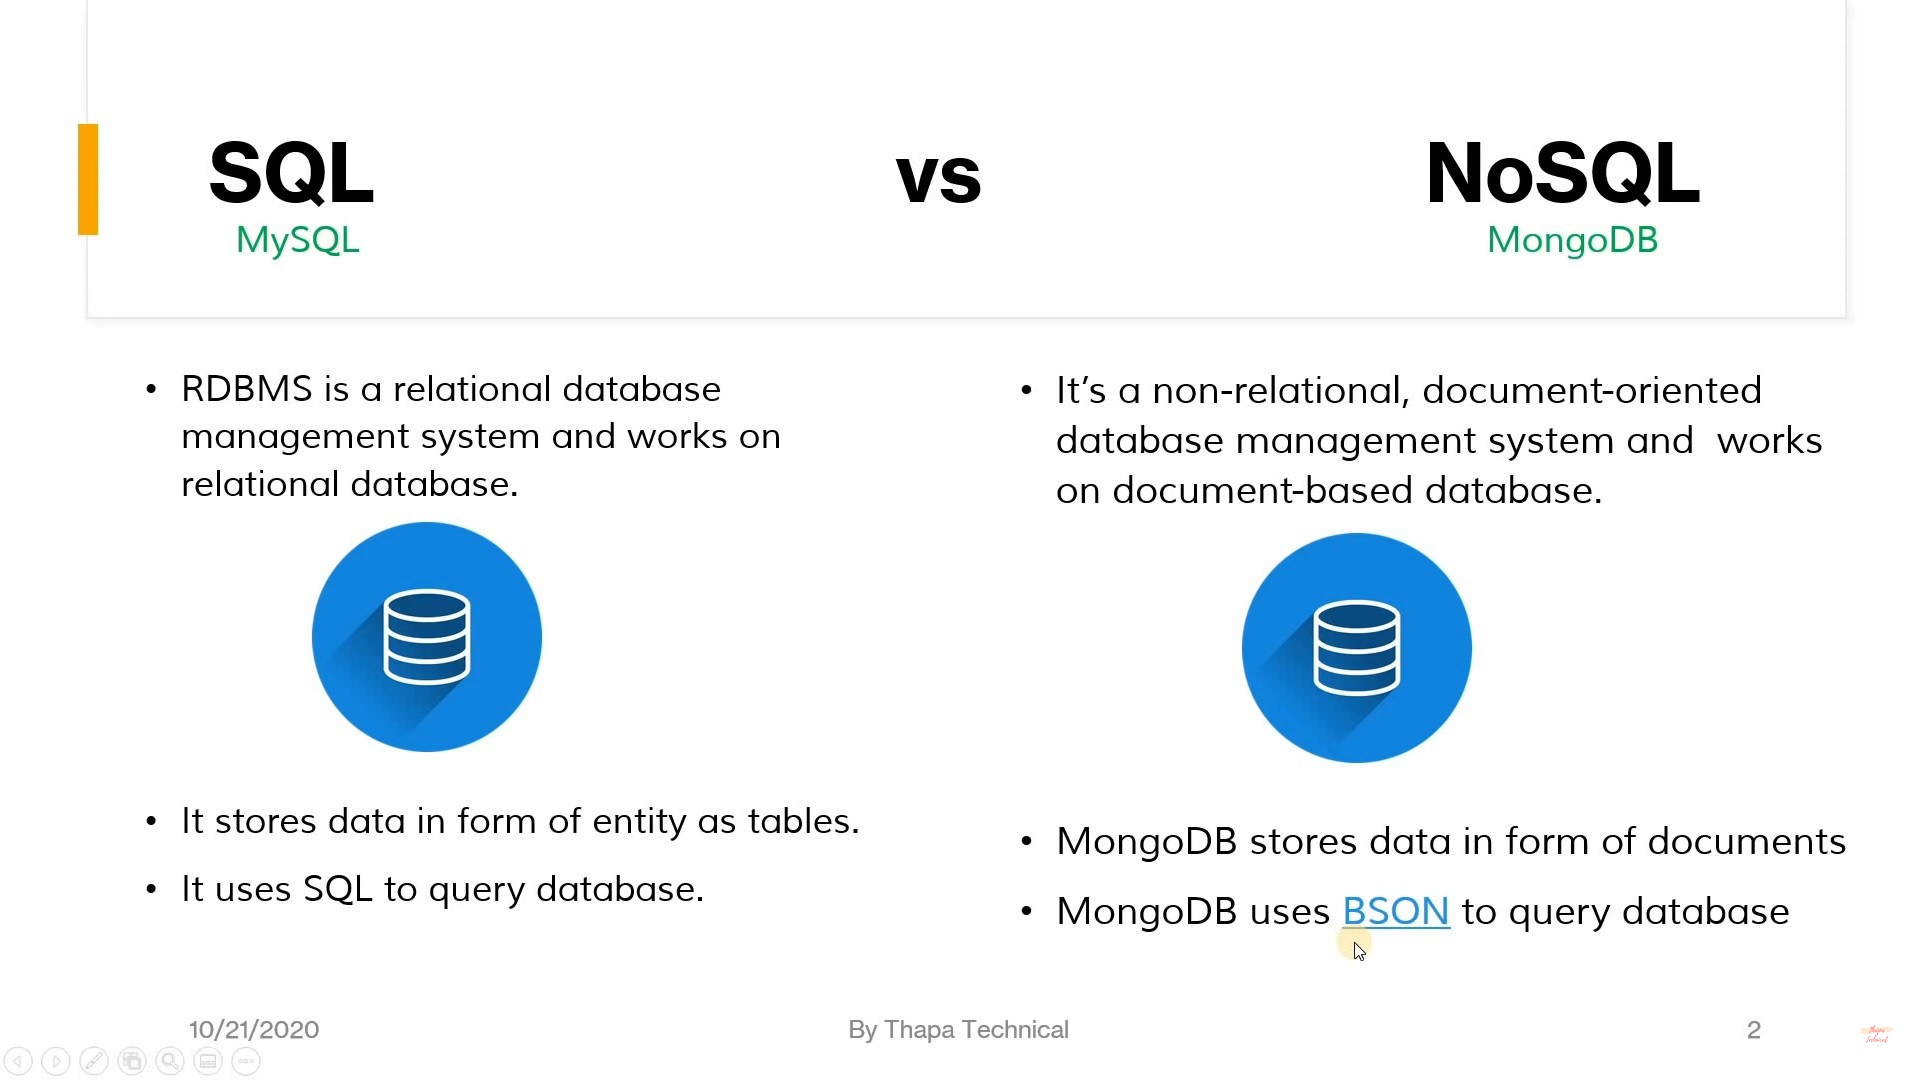 SQL vs NoSQL
MySQL
MongoDB
• RDBMS is a relational database
management system and works on
relational database.
• It stores data in form of entity as tables.
• It uses SQL to query database.
• It’s a non-relational, document-oriented
database management system and  works
on document-based database.
• MongoDB stores data in form of documents
• MongoDB uses BSON to query database
10/21/2020
By Thapa Technical
2
Thapa
Technical